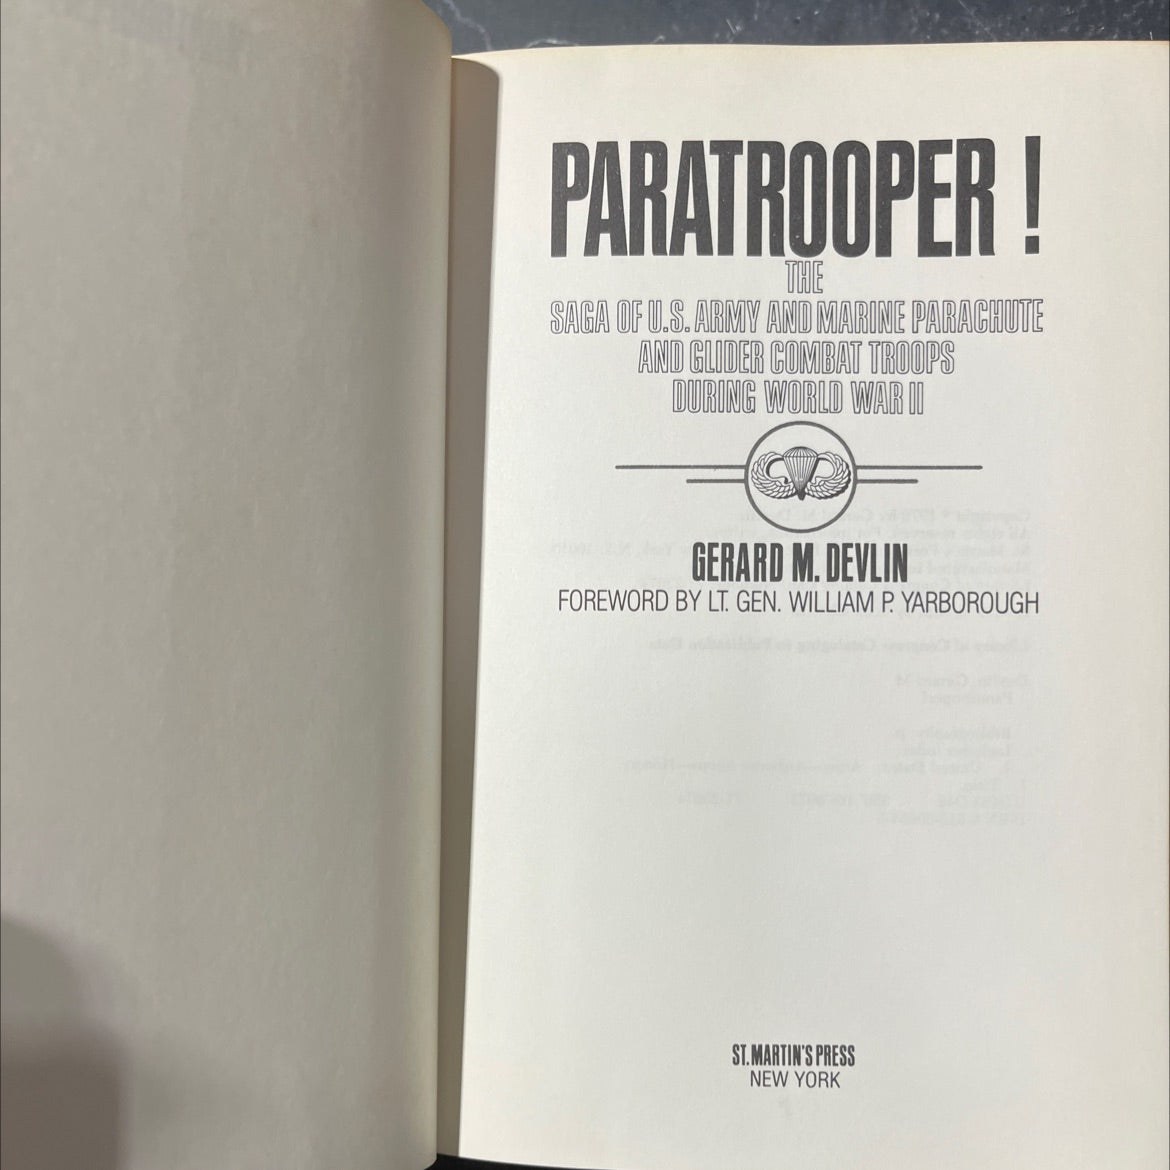 PARATROOPER !
THE
SAGA OF U.S. ARMY AND MARINE PARACHUTE
AND GLIDER COMBAT TROOPS
DURING WORLD WAR II
GERARD M. DEVLIN
FOREWORD BY LT. GEN. WILLIAM P. YARBOROUGH
ST. MARTIN'S PRESS
NEW YORK